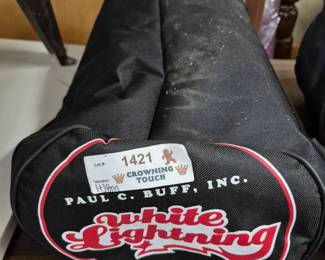 Lot #:
1421
CROWNING
TOUCH
PAUL C. BUFF, INC.
White
Lightning